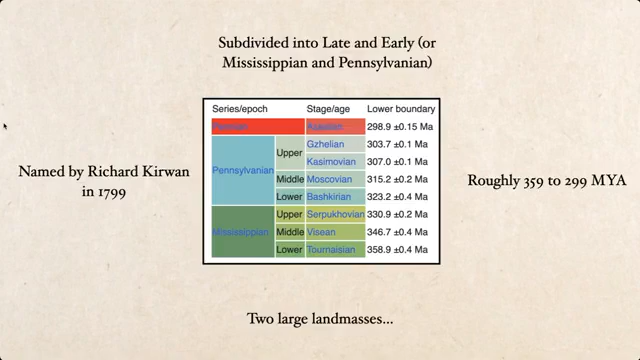 Subdivided into Late and Early (or
Mississippian and Pennsylvanian)
Series/epoch Stage/age Lower boundary
Permian Asselian 298.9 ±0.15 Ma
Pennsylvanian Upper Gzhelian 303.7 ±0.1 Ma
Kasimovian 307.0 ±0.1 Ma
Middle Moscovian 315.2 ±0.2 Ma
Lower Bashkirian 323.2 ±0.4 Ma
Mississippian Upper Serpukhovian 330.9 ±0.2 Ma
Middle Visean 346.7 ±0.4 Ma
Lower Tournaisian 358.9 ±0.4 Ma
Named by Richard Kirwan
in 1799
Roughly 359 to 299 MYA
Two large landmasses...